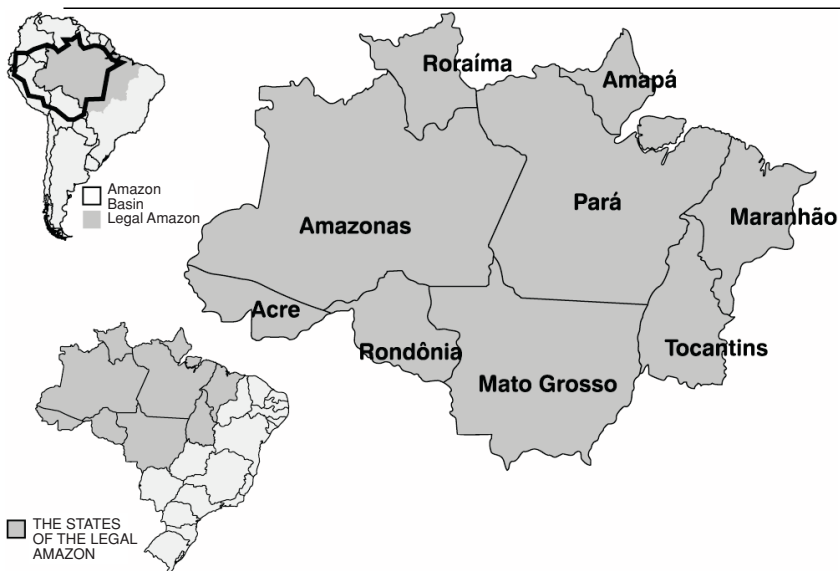 Roraíma
Amapá
Amazon
Basin
Legal Amazon
Amazonas
Pará
Maranhão
Acre
Rondônia
Mato Grosso
Tocantins
THE STATES
OF THE LEGAL
AMAZON